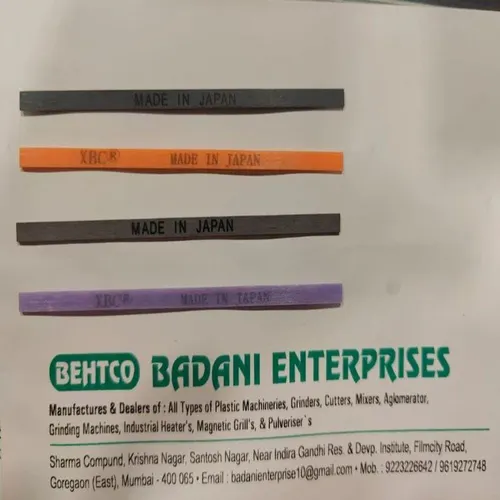 MADE IN JAPAN
XBC® MADE IN JAPAN
MADE IN JAPAN
XBC® MADE IN JAPAN
BEHTCO BADANI ENTERPRISES
Manufactures & Dealers of : All Types of Plastic Machineries, Grinders, Cutters, Mixers, Aglomerator,
Grinding Machines, Industrial Heater's, Magnetic Grill's, & Pulveriser`s
Sharma Compund, Krishna Nagar, Santosh Nagar, Near Indira Gandhi Res. & Devp. Institute, Filmcity Road,
Goregaon (East), Mumbai - 400 065 • Email : badanienterprise10@gmail.com • Mob. : 9223226642 / 9619272748